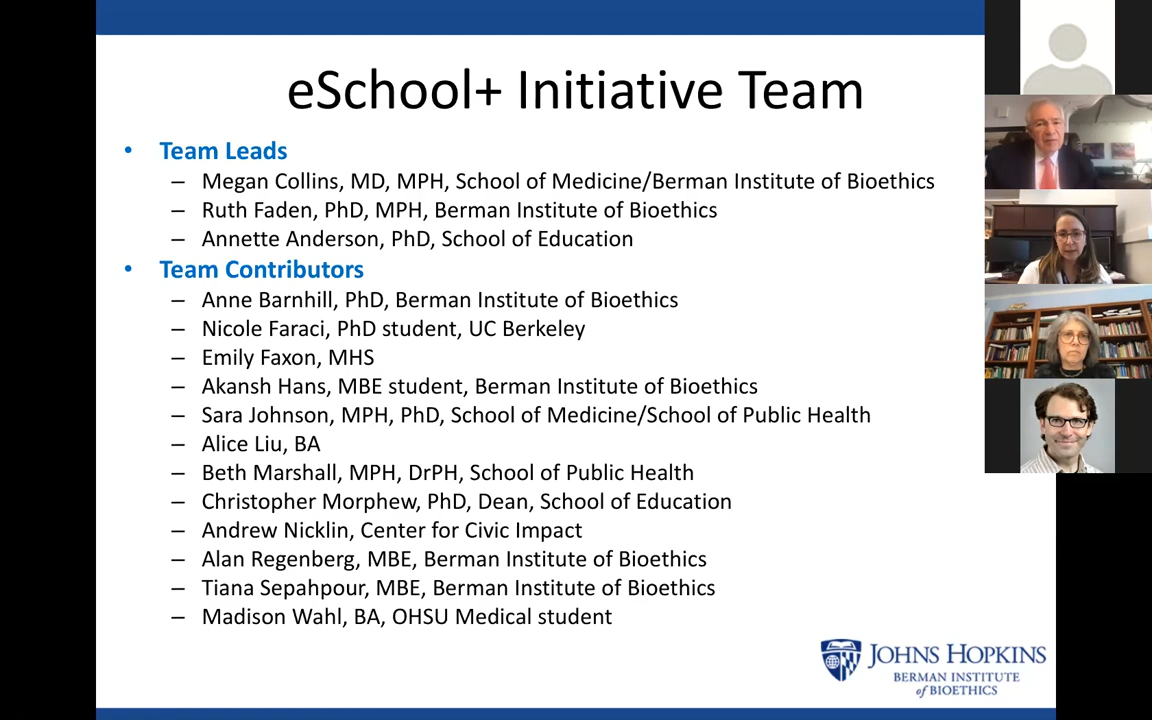 eSchool+ Initiative Team
• Team Leads
– Megan Collins, MD, MPH, School of Medicine/Berman Institute of Bioethics
– Ruth Faden, PhD, MPH, Berman Institute of Bioethics
– Annette Anderson, PhD, School of Education
• Team Contributors
– Anne Barnhill, PhD, Berman Institute of Bioethics
– Nicole Faraci, PhD student, UC Berkeley
– Emily Faxon, MHS
– Akansh Hans, MBE student, Berman Institute of Bioethics
– Sara Johnson, MPH, PhD, School of Medicine/School of Public Health
– Alice Liu, BA
– Beth Marshall, MPH, DrPH, School of Public Health
– Christopher Morphew, PhD, Dean, School of Education
– Andrew Nicklin, Center for Civic Impact
– Alan Regenberg, MBE, Berman Institute of Bioethics
– Tiana Sepahpour, MBE, Berman Institute of Bioethics
– Madison Wahl, BA, OHSU Medical student
JOHNS HOPKINS
BERMAN INSTITUTE
of BIOETHICS